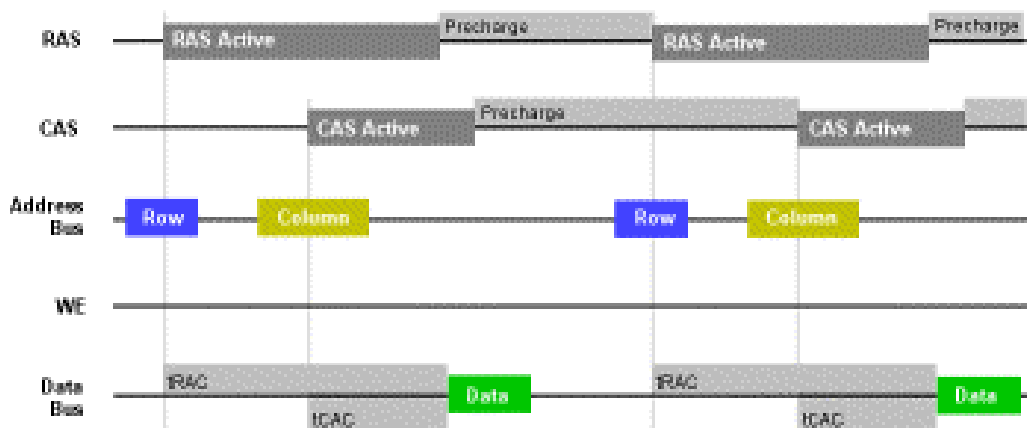 RAS RAS Active Precharge RAS Active Precharge
CAS CAS Active Precharge CAS Active
Address Bus Row Column Row Column
WE
Data Bus tRAC tCAC Data tRAC tCAC Data